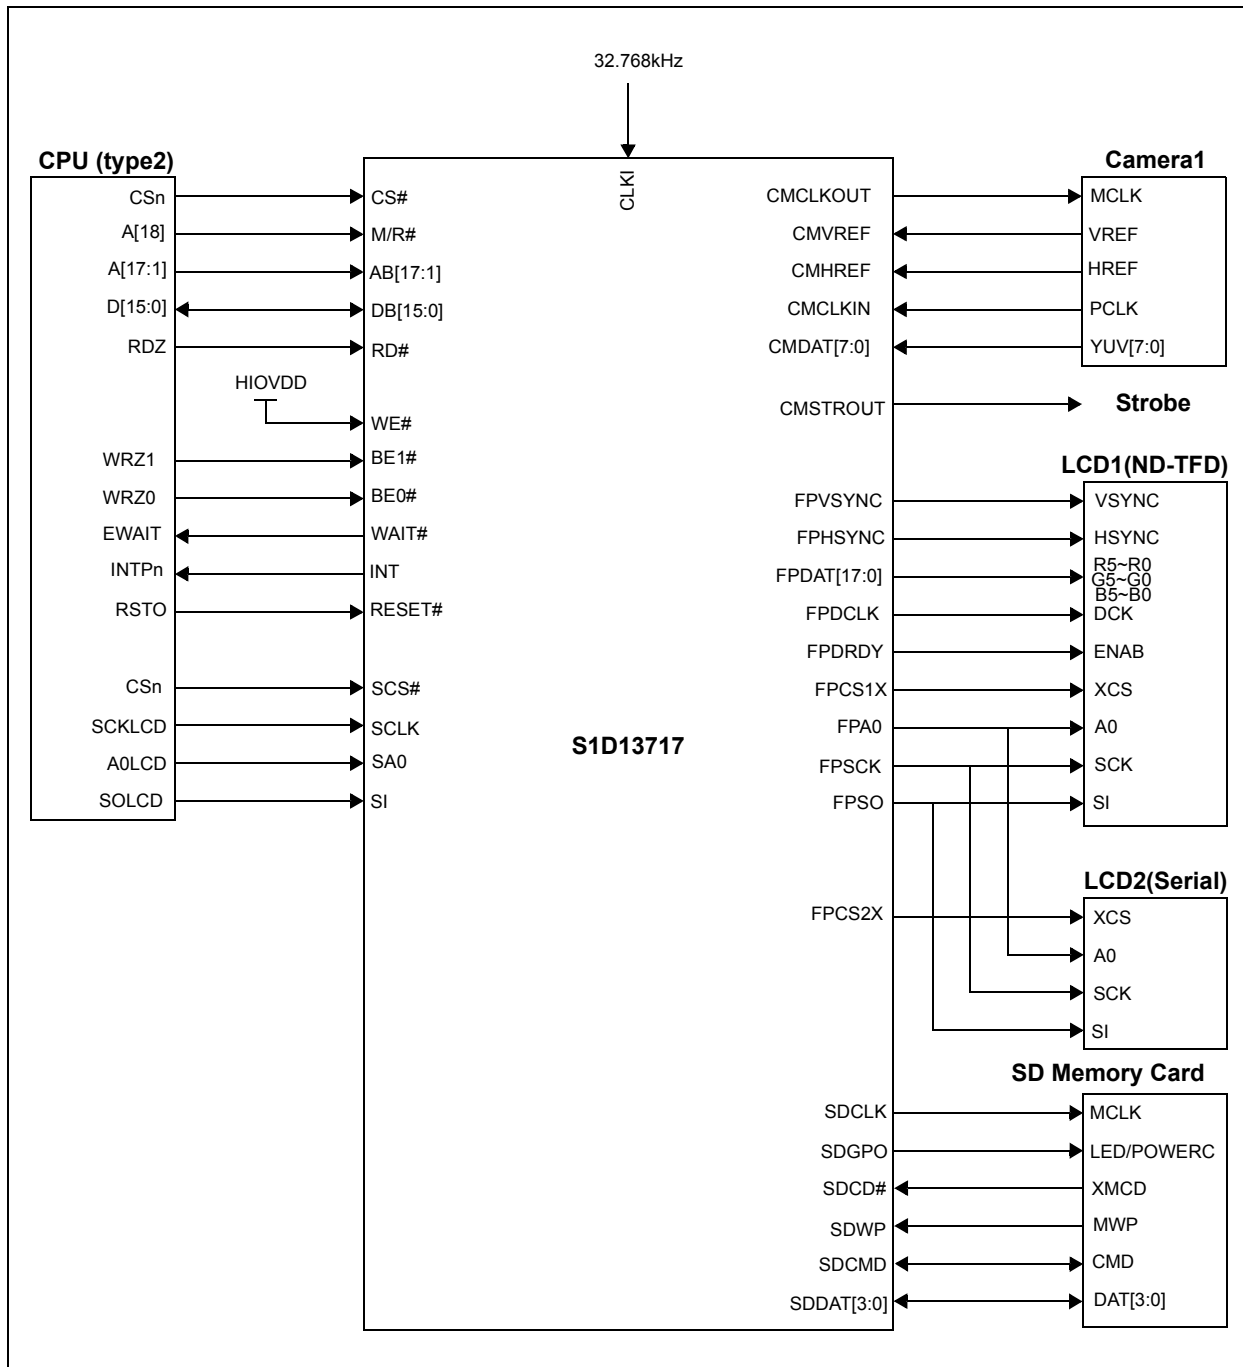 32.768kHz
CPU (type2)
CSn
A[18]
A[17:1]
D[15:0]
RDZ
HIOVDD
WRZ1
WRZ0
EWAIT
INTPn
RSTO
CSn
SCKLCD
A0LCD
SOLCD
CLKI
CS#
M/R#
AB[17:1]
DB[15:0]
RD#
WE#
BE1#
BE0#
WAIT#
INT
RESET#
SCS#
SCLK
SA0
SI
S1D13717
CMCLKOUT
CMVREF
CMHREF
CMCLKIN
CMDAT[7:0]
CMSTROUT
FPVSYNC
FPHSYNC
FPDAT[17:0]
FPDCLK
FPDRDY
FPCS1X
FPA0
FPSCK
FPSO
FPCS2X
SDCLK
SDGPO
SDCD#
SDWP
SDCMD
SDDAT[3:0]
Camera1
MCLK
VREF
HREF
PCLK
YUV[7:0]
Strobe
LCD1(ND-TFD)
VSYNC
HSYNC
R5~R0
G5~G0
B5~B0
DCK
ENAB
XCS
A0
SCK
SI
LCD2(Serial)
XCS
A0
SCK
SI
SD Memory Card
MCLK
LED/POWERC
XMCD
MWP
CMD
DAT[3:0]